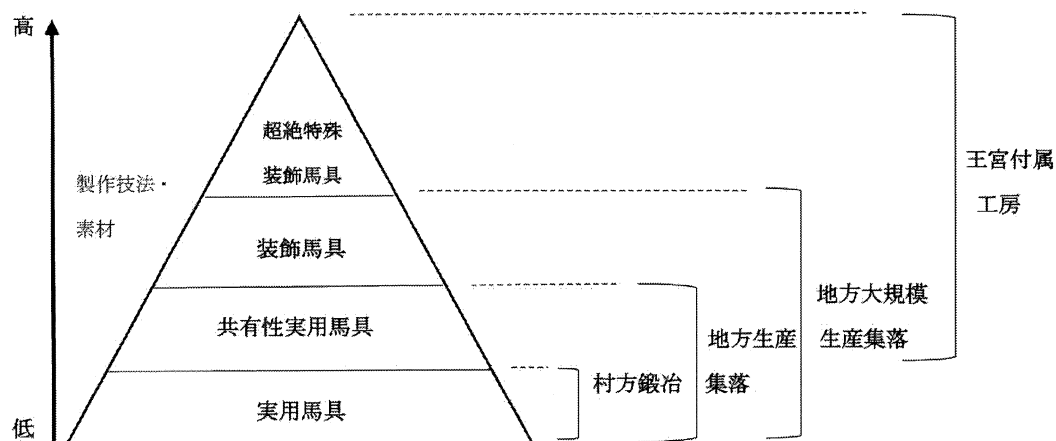 高
超絶特殊
装飾馬具
製作技法・
素材
装飾馬具
共有性実用馬具
実用馬具
低
王宮付属
工房
地方大規模
生産集落
地方生産
集落
村方鍛冶